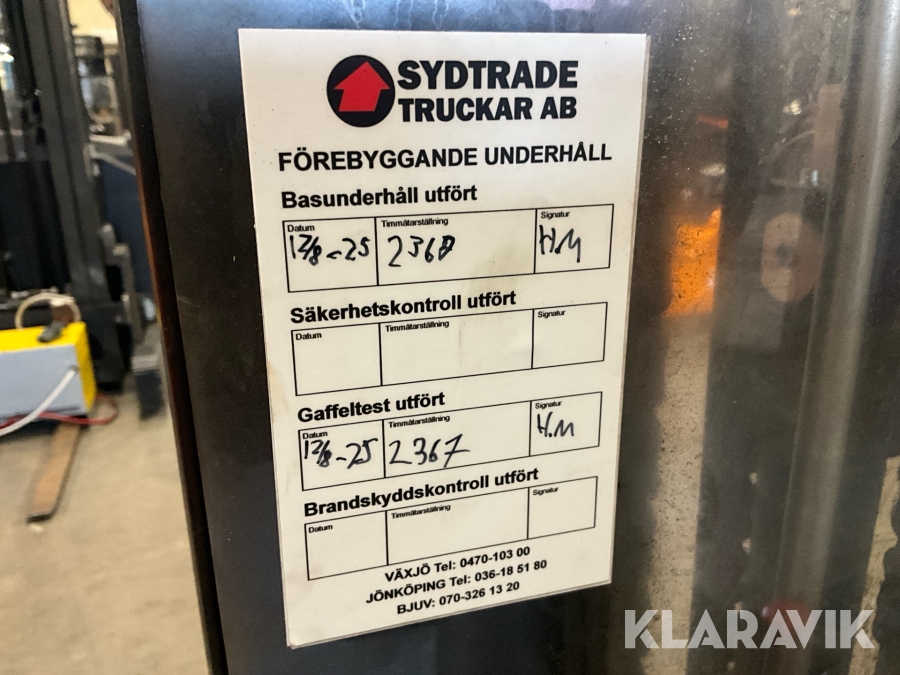 SYDTRADE
TRUCKAR AB
FÖREBYGGANDE UNDERHÅLL
Basunderhåll utfört
Datum Timmätarställning Signatur
12/8-25 2368 H.M
Säkerhetskontroll utfört
Datum Timmätarställning Signatur
Gaffeltest utfört
Datum Timmätarställning Signatur
12/8-25 2367 H.M
Brandskyddskontroll utfört
Datum Timmätarställning Signatur
VÄXJÖ Tel: 0470-103 00
JÖNKÖPING Tel: 036-18 51 80
BJUV: 070-326 13 20
KLARAVIK